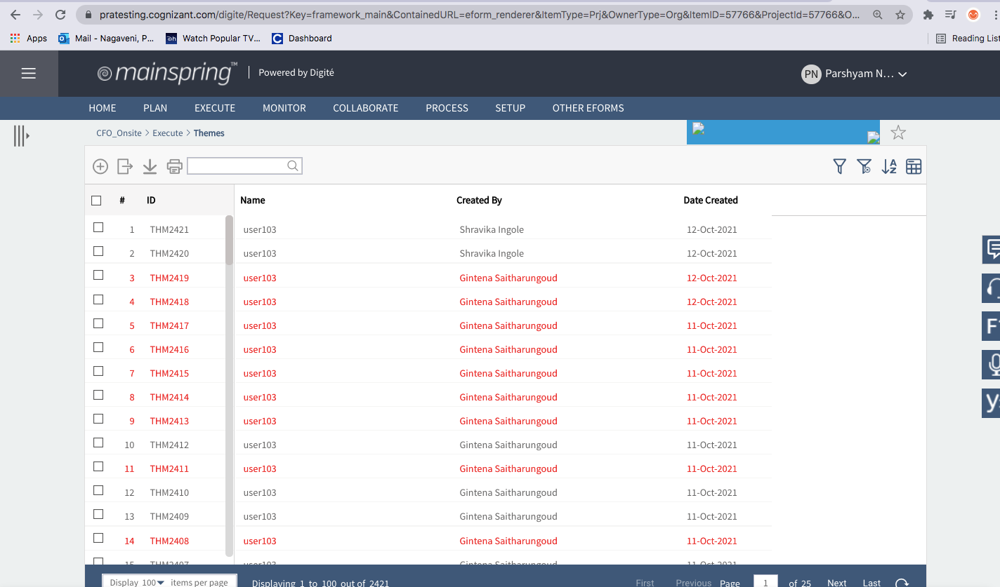 pratesting.cognizant.com/digite/Request?Key=framework_main&ContainedURL=eform_renderer&ItemType=Prj&OwnerType=Org&ItemID=57766&ProjectId=57766&O...
Apps Mail - Nagaveni, P... Watch Popular TV... Dashboard Reading List
mainspring™ Powered by Digité PN Parshyam N...
HOME PLAN EXECUTE MONITOR COLLABORATE PROCESS SETUP OTHER EFORMS
CFO_Onsite > Execute > Themes
# ID Name Created By Date Created
1 THM2421 user103 Shravika Ingole 12-Oct-2021
2 THM2420 user103 Shravika Ingole 12-Oct-2021
3 THM2419 user103 Gintena Saitharungoud 12-Oct-2021
4 THM2418 user103 Gintena Saitharungoud 12-Oct-2021
5 THM2417 user103 Gintena Saitharungoud 11-Oct-2021
6 THM2416 user103 Gintena Saitharungoud 11-Oct-2021
7 THM2415 user103 Gintena Saitharungoud 11-Oct-2021
8 THM2414 user103 Gintena Saitharungoud 11-Oct-2021
9 THM2413 user103 Gintena Saitharungoud 11-Oct-2021
10 THM2412 user103 Gintena Saitharungoud 11-Oct-2021
11 THM2411 user103 Gintena Saitharungoud 11-Oct-2021
12 THM2410 user103 Gintena Saitharungoud 11-Oct-2021
13 THM2409 user103 Gintena Saitharungoud 11-Oct-2021
14 THM2408 user103 Gintena Saitharungoud 11-Oct-2021
15 THM2407 user103 Gintena Saitharungoud 11-Oct-2021
Display 100 items per page Displaying 1 to 100 out of 2421 First Previous Page 1 of 25 Next Last